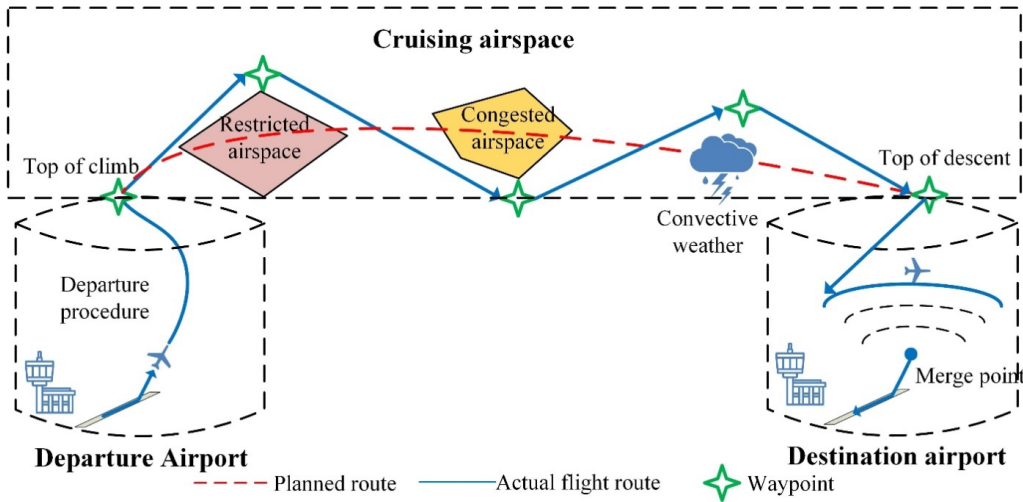 Cruising airspace
Restricted
airspace
Congested
airspace
Top of climb
Top of descent
Convective
weather
Departure
procedure
Merge point
Departure Airport
Destination airport
Planned route
Actual flight route
Waypoint